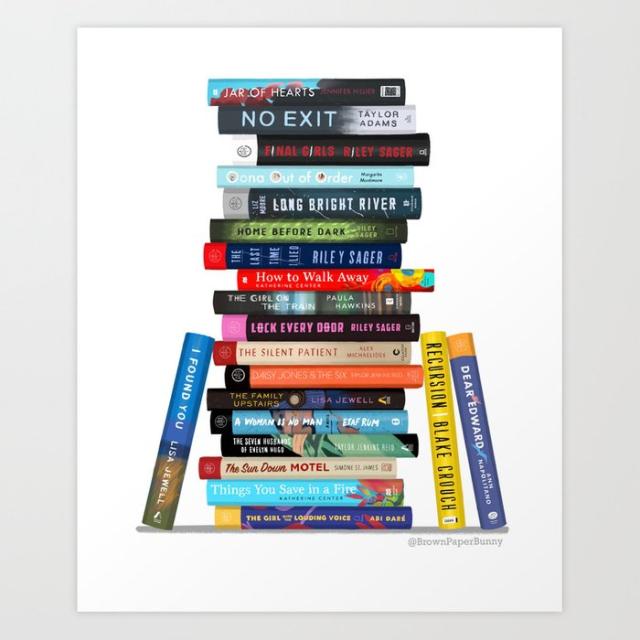 JAR OF HEARTS JENNIFER HILLIER
NO EXIT TAYLOR ADAMS
FINAL GIRLS RILEY SAGER
Oona Out of Order Margarita Montimore
LIZ MOORE LONG BRIGHT RIVER
HOME BEFORE DARK RILEY SAGER
THE LAST TIME I LIED RILEY SAGER
How to Walk Away
KATHERINE CENTER
THE GIRL ON THE TRAIN PAULA HAWKINS
LOCK EVERY DOOR RILEY SAGER
THE SILENT PATIENT ALEX MICHAELIDES
DAISY JONES & THE SIX TAYLOR JENKINS REID
THE FAMILY UPSTAIRS LISA JEWELL
A WOMAN IS NO MAN ETAF RUM
THE SEVEN HUSBANDS OF EVELYN HUGO TAYLOR JENKINS REID
The Sun Down MOTEL SIMONE ST. JAMES
Things You Save in a Fire
KATHERINE CENTER
THE GIRL WITH THE LOUDING VOICE ABI DARÉ
I FOUND YOU LISA JEWELL
RECURSION BLAKE CROUCH
DEAR EDWARD ANN NAPOLITANO
@BrownPaperBunny